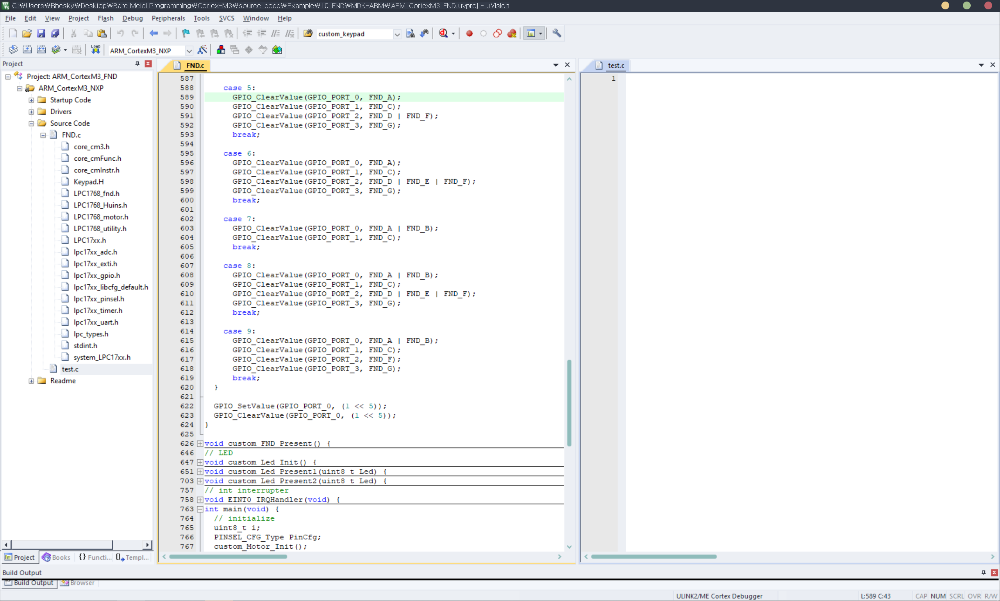 C:₩Users₩Rhcsky₩Desktop₩Bare Metal Programming₩Cortex-M3₩source_code₩Example₩10_FND₩MDK-ARM₩ARM_CortexM3_FND.uvproj - µVision
File Edit View Project Flash Debug Peripherals Tools SVCS Window Help
custom_keypad
LOAD ARM_CortexM3_NXP
Project
Project: ARM_CortexM3_FND
ARM_CortexM3_NXP
Startup Code
Drivers
Source Code
FND.c
core_cm3.h
core_cmFunc.h
core_cmInstr.h
Keypad.H
LPC1768_fnd.h
LPC1768_Huins.h
LPC1768_motor.h
LPC1768_utility.h
LPC17xx.h
lpc17xx_adc.h
lpc17xx_exti.h
lpc17xx_gpio.h
lpc17xx_libcfg_default.h
lpc17xx_pinsel.h
lpc17xx_timer.h
lpc17xx_uart.h
lpc_types.h
stdint.h
system_LPC17xx.h
test.c
Readme
Project Books {} Functi... Templ...
FND.c
587
588 case 5:
589 GPIO_ClearValue(GPIO_PORT_0, FND_A);
590 GPIO_ClearValue(GPIO_PORT_1, FND_C);
591 GPIO_ClearValue(GPIO_PORT_2, FND_D | FND_F);
592 GPIO_ClearValue(GPIO_PORT_3, FND_G);
593 break;
594
595 case 6:
596 GPIO_ClearValue(GPIO_PORT_0, FND_A);
597 GPIO_ClearValue(GPIO_PORT_1, FND_C);
598 GPIO_ClearValue(GPIO_PORT_2, FND_D | FND_E | FND_F);
599 GPIO_ClearValue(GPIO_PORT_3, FND_G);
600 break;
601
602 case 7:
603 GPIO_ClearValue(GPIO_PORT_0, FND_A | FND_B);
604 GPIO_ClearValue(GPIO_PORT_1, FND_C);
605 break;
606
607 case 8:
608 GPIO_ClearValue(GPIO_PORT_0, FND_A | FND_B);
609 GPIO_ClearValue(GPIO_PORT_1, FND_C);
610 GPIO_ClearValue(GPIO_PORT_2, FND_D | FND_E | FND_F);
611 GPIO_ClearValue(GPIO_PORT_3, FND_G);
612 break;
613
614 case 9:
615 GPIO_ClearValue(GPIO_PORT_0, FND_A | FND_B);
616 GPIO_ClearValue(GPIO_PORT_1, FND_C);
617 GPIO_ClearValue(GPIO_PORT_2, FND_F);
618 GPIO_ClearValue(GPIO_PORT_3, FND_G);
619 break;
620 }
621
622 GPIO_SetValue(GPIO_PORT_0, (1 << 5));
623 GPIO_ClearValue(GPIO_PORT_0, (1 << 5));
624 }
625
626 void custom_FND_Present() {
646 // LED
647 void custom_Led_Init() {
651 void custom_Led_Present1(uint8_t Led) {
703 void custom_Led_Present2(uint8_t Led) {
757 // int interrupter
758 void EINT0_IRQHandler(void) {
763 int main(void) {
764 // initialize
765 uint8_t i;
766 PINSEL_CFG_Type PinCfg;
767 custom_Motor_Init();
test.c
1
Build Output
Build Output Browser
ULINK2/ME Cortex Debugger L:589 C:43 CAP NUM SCRL OVR R/W